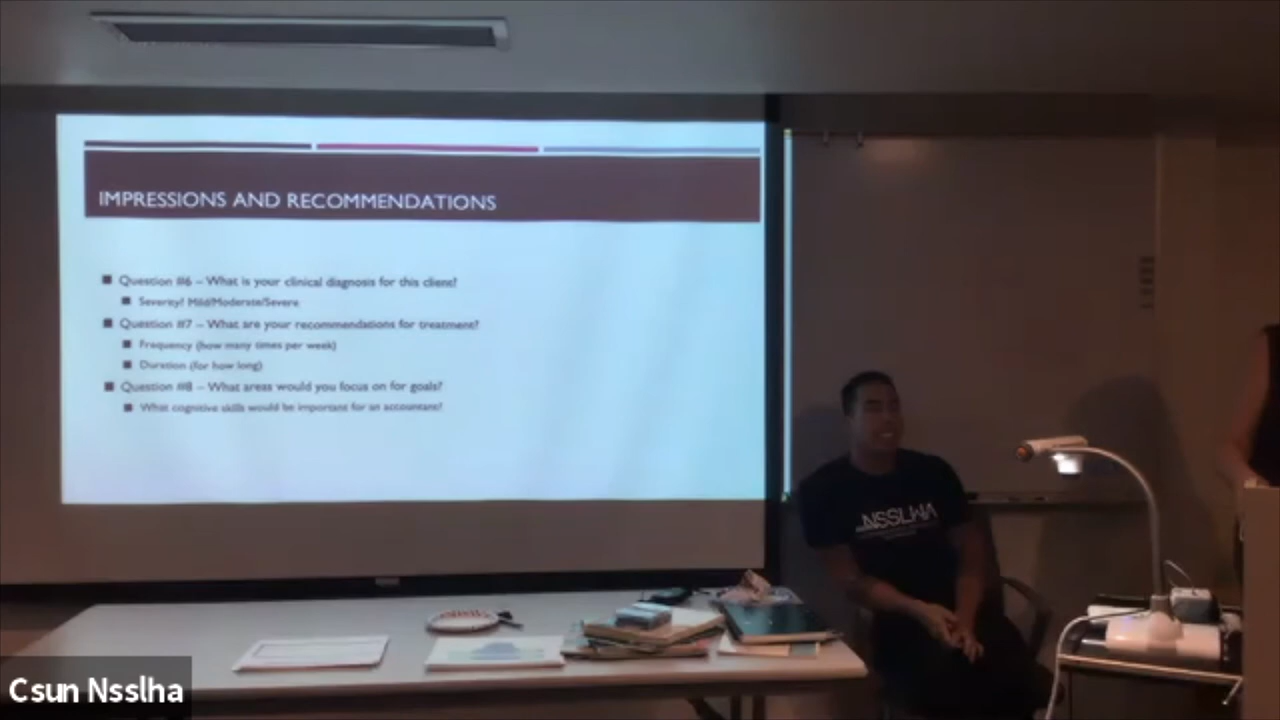 IMPRESSIONS AND RECOMMENDATIONS
Question #6 – What is your clinical diagnosis for this client?
Severity? Mild/Moderate/Severe
Question #7 – What are your recommendations for treatment?
Frequency (how many times per week)
Duration (for how long)
Question #8 – What areas would you focus on for goals?
What cognitive skills would be important for an accountant?
NSSLHA
Csun Nsslha